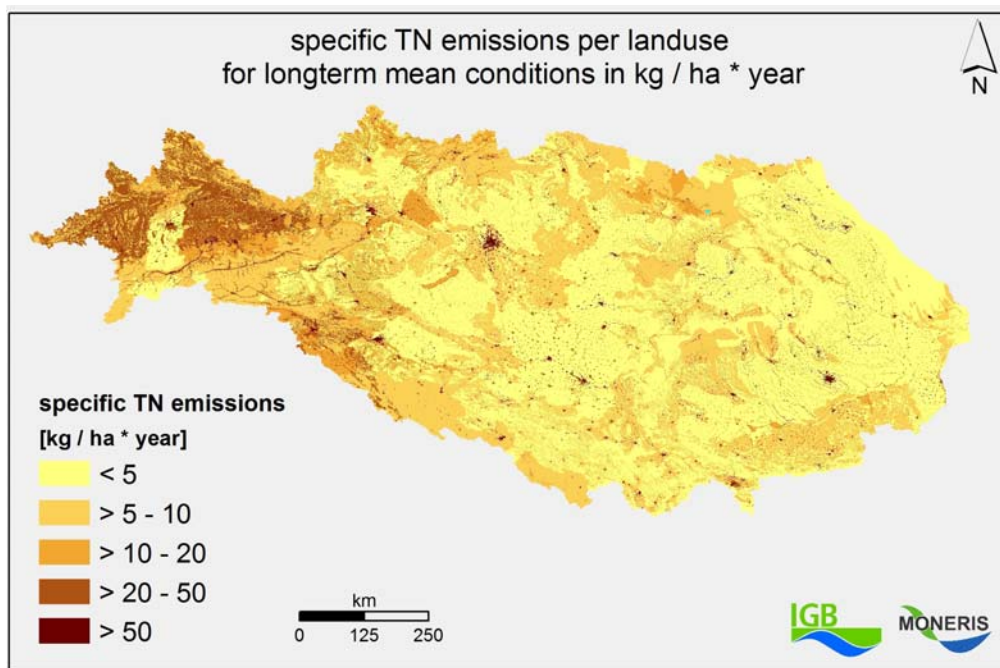 specific TN emissions per landuse
for longterm mean conditions in kg / ha * year
N
specific TN emissions
[kg / ha * year]
< 5
> 5 - 10
> 10 - 20
> 20 - 50
> 50
km
0 125 250
IGB
MONERIS